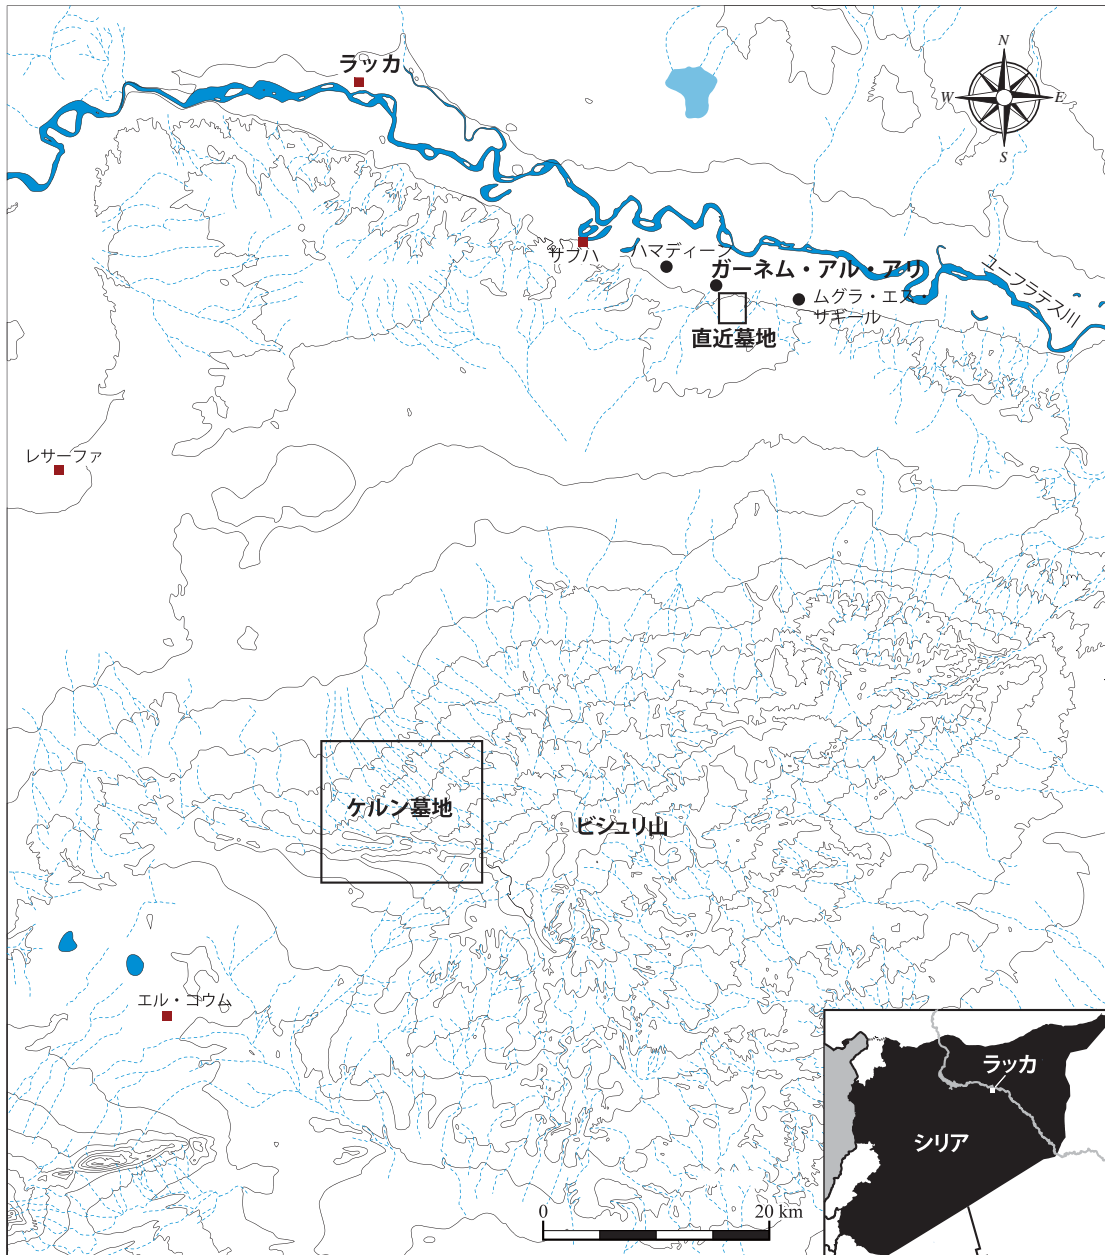 N
W
E
S
ラッカ
サブハ
ハマディーン
ガーネム・アル・アリ
ムグラ・エス・
サギール
ユーフラテス川
直近墓地
レサーファ
ケルン墓地
ビシュリ山
エル・コウム
0
20 km
ラッカ
シリア